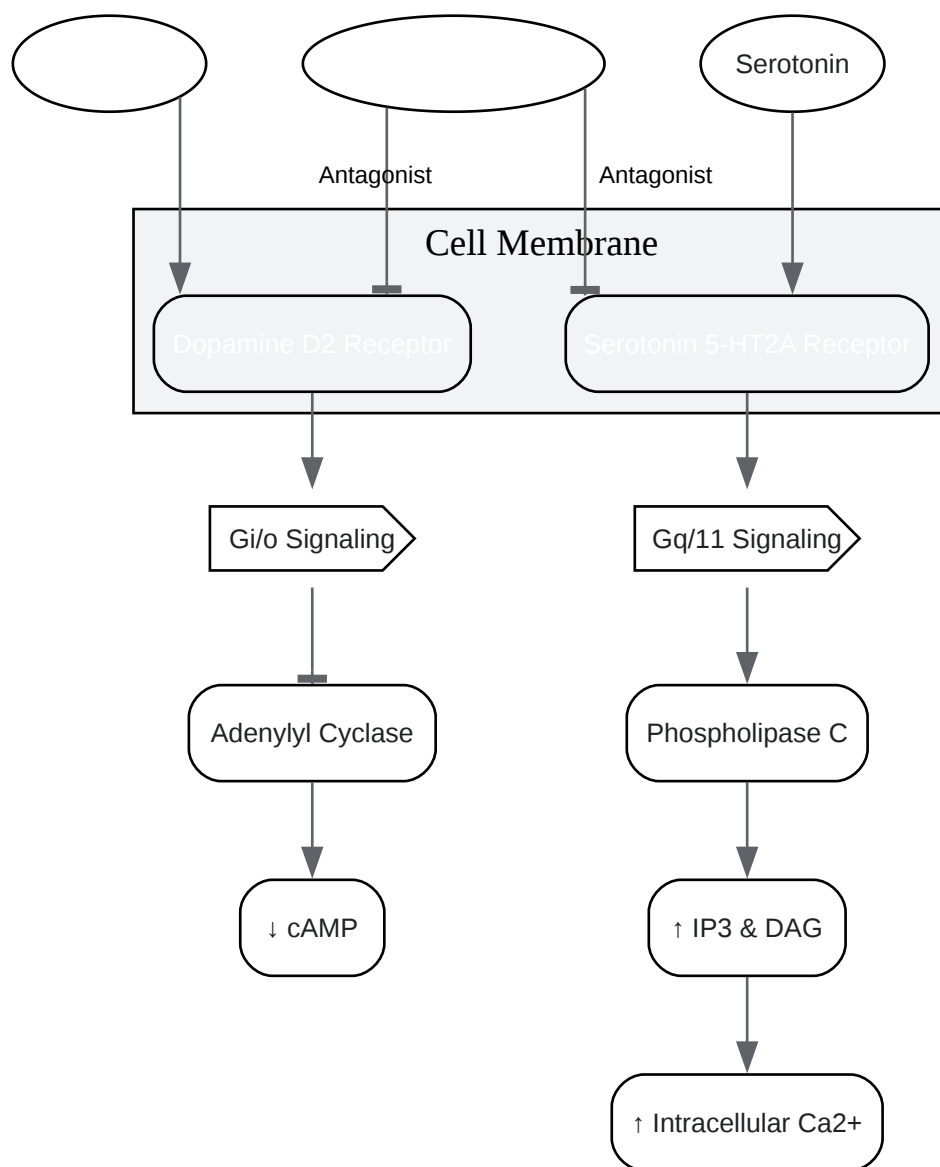 Serotonin
Antagonist
Antagonist
Cell Membrane
Dopamine D2 Receptor
Serotonin 5-HT2A Receptor
Gi/o Signaling
Gq/11 Signaling
Adenylyl Cyclase
Phospholipase C
↓ cAMP
↑ IP3 & DAG
↑ Intracellular Ca2+